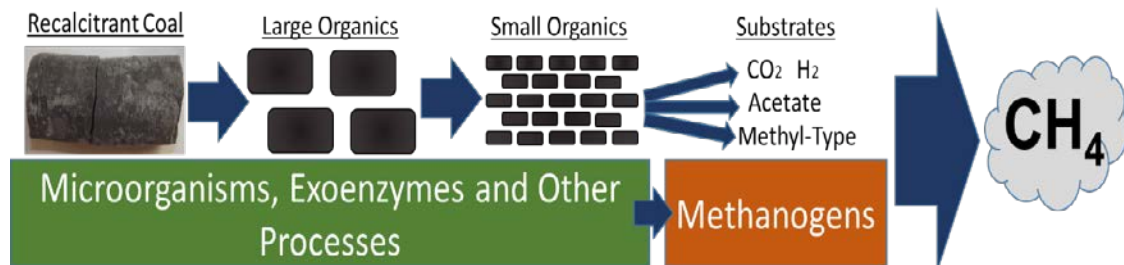 Recalcitrant Coal
Large Organics
Small Organics
Substrates
CO2 H2
Acetate
Methyl-Type
CH4
Microorganisms, Exoenzymes and Other
Processes
Methanogens